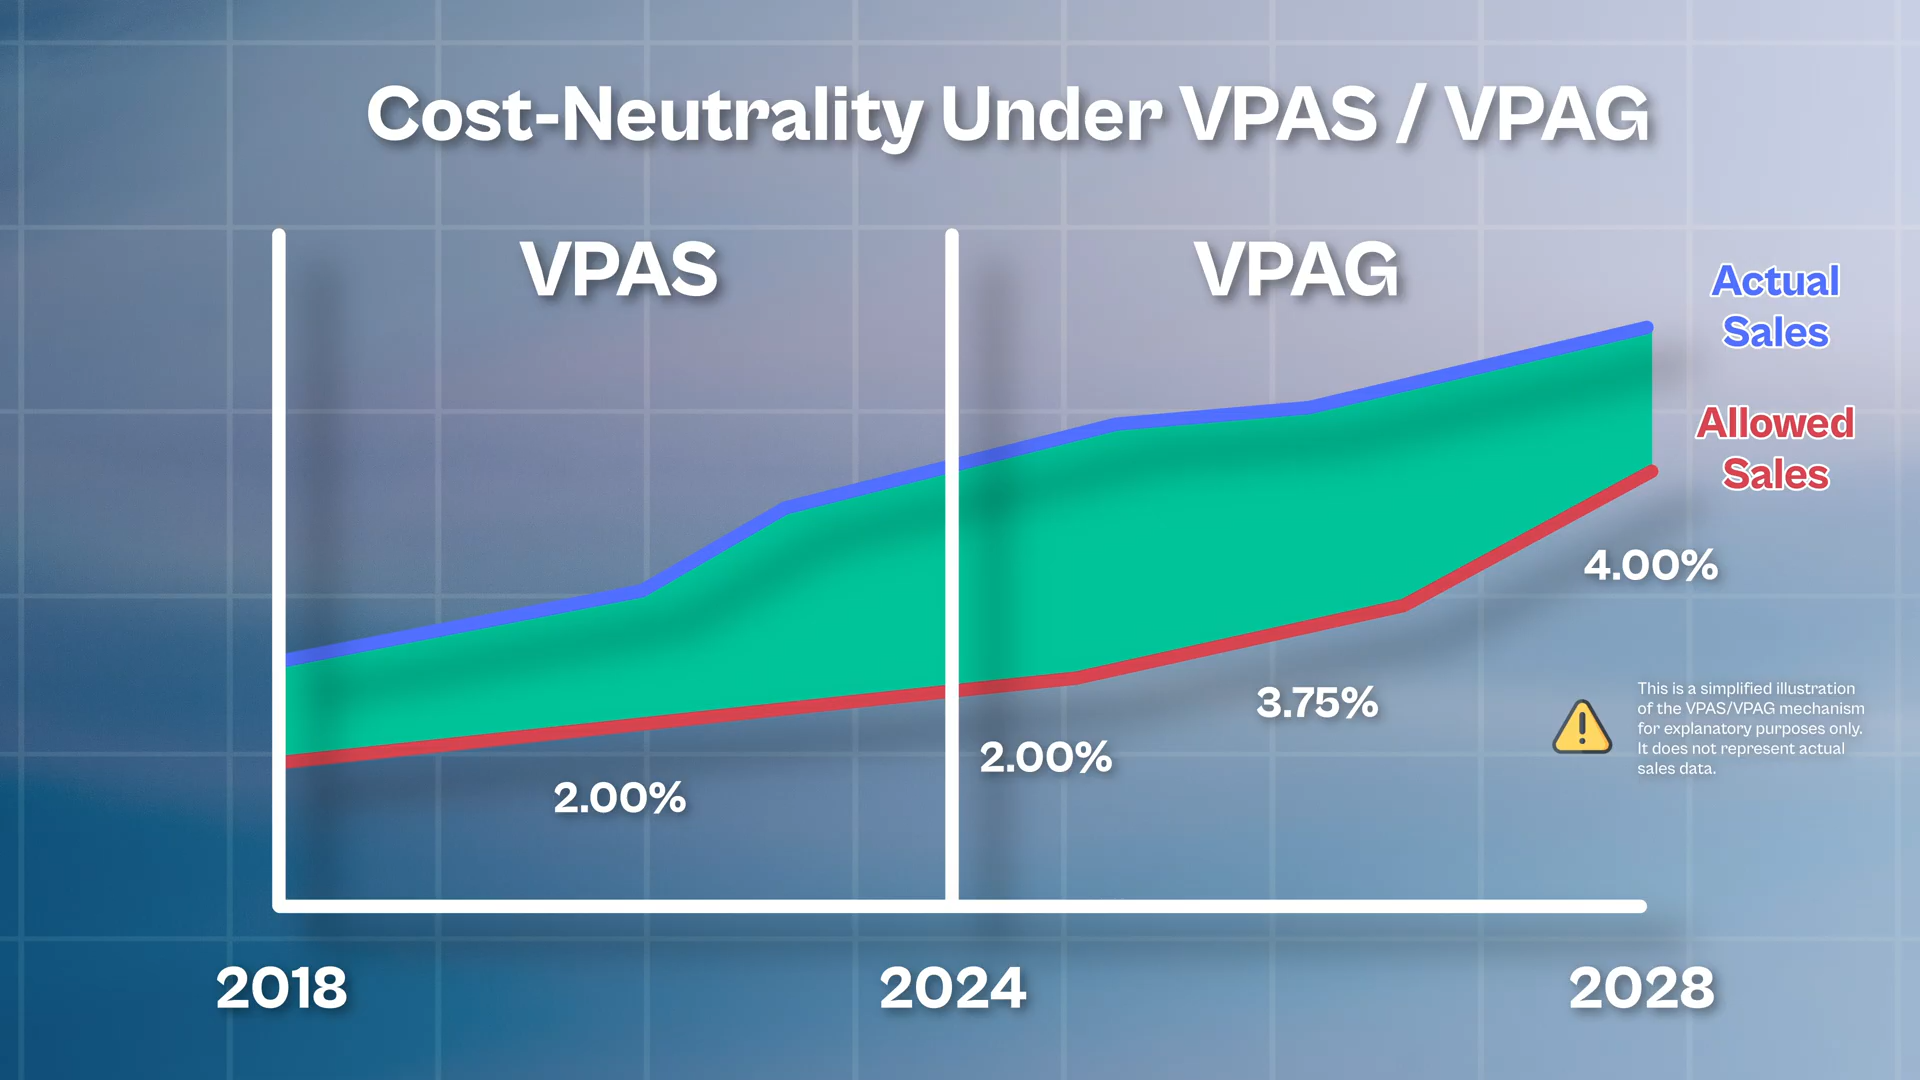 Cost-Neutrality Under VPAS / VPAG
VPAS
VPAG
Actual
Sales
Allowed
Sales
4.00%
3.75%
2.00%
2.00%
This is a simplified illustration
of the VPAS/VPAG mechanism
for explanatory purposes only.
It does not represent actual
sales data.
2018
2024
2028